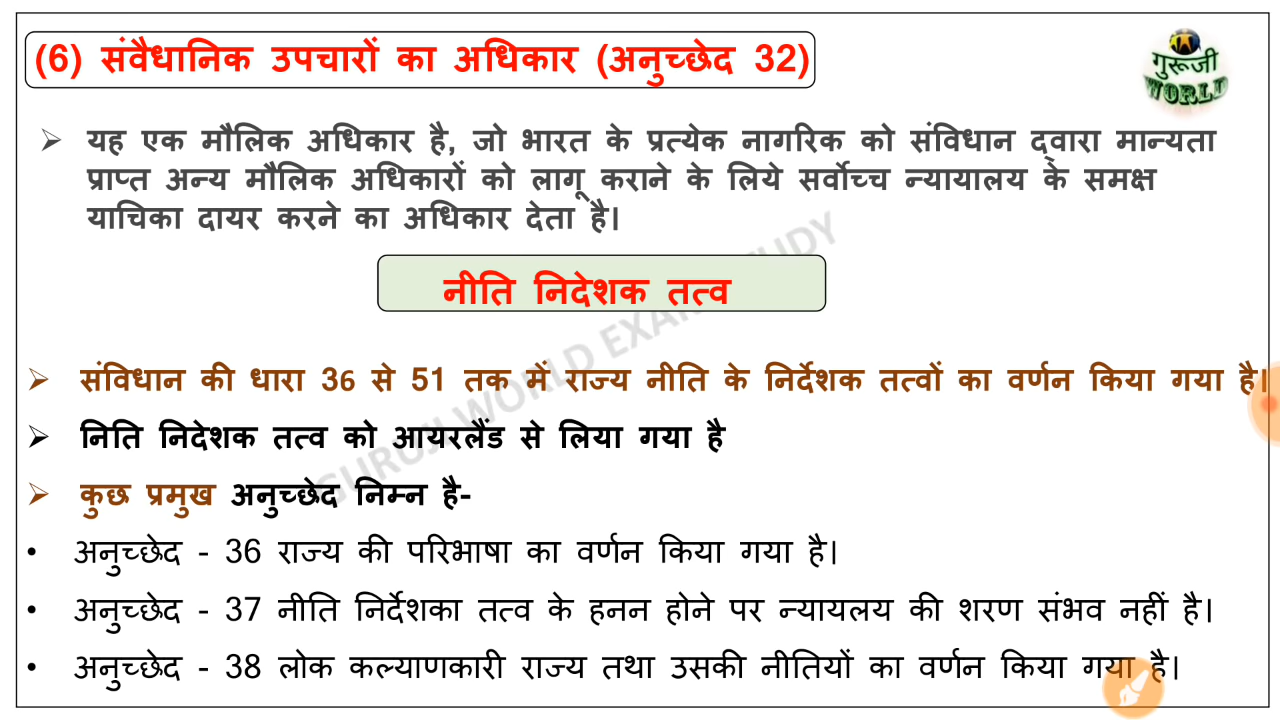 (6) संवैधानिक उपचारों का अधिकार (अनुच्छेद 32)
गुरूजी
WORLD
➢ यह एक मौलिक अधिकार है, जो भारत के प्रत्येक नागरिक को संविधान द्वारा मान्यता
प्राप्त अन्य मौलिक अधिकारों को लागू कराने के लिये सर्वोच्च न्यायालय के समक्ष
याचिका दायर करने का अधिकार देता है।
नीति निदेशक तत्व
➢ संविधान की धारा 36 से 51 तक में राज्य नीति के निर्देशक तत्वों का वर्णन किया गया है।
➢ निति निदेशक तत्व को आयरलैंड से लिया गया है
➢ कुछ प्रमुख अनुच्छेद निम्न है-
• अनुच्छेद - 36 राज्य की परिभाषा का वर्णन किया गया है।
• अनुच्छेद - 37 नीति निर्देशका तत्व के हनन होने पर न्यायलय की शरण संभव नहीं है।
• अनुच्छेद - 38 लोक कल्याणकारी राज्य तथा उसकी नीतियों का वर्णन किया गया है।
GURUJI WORLD